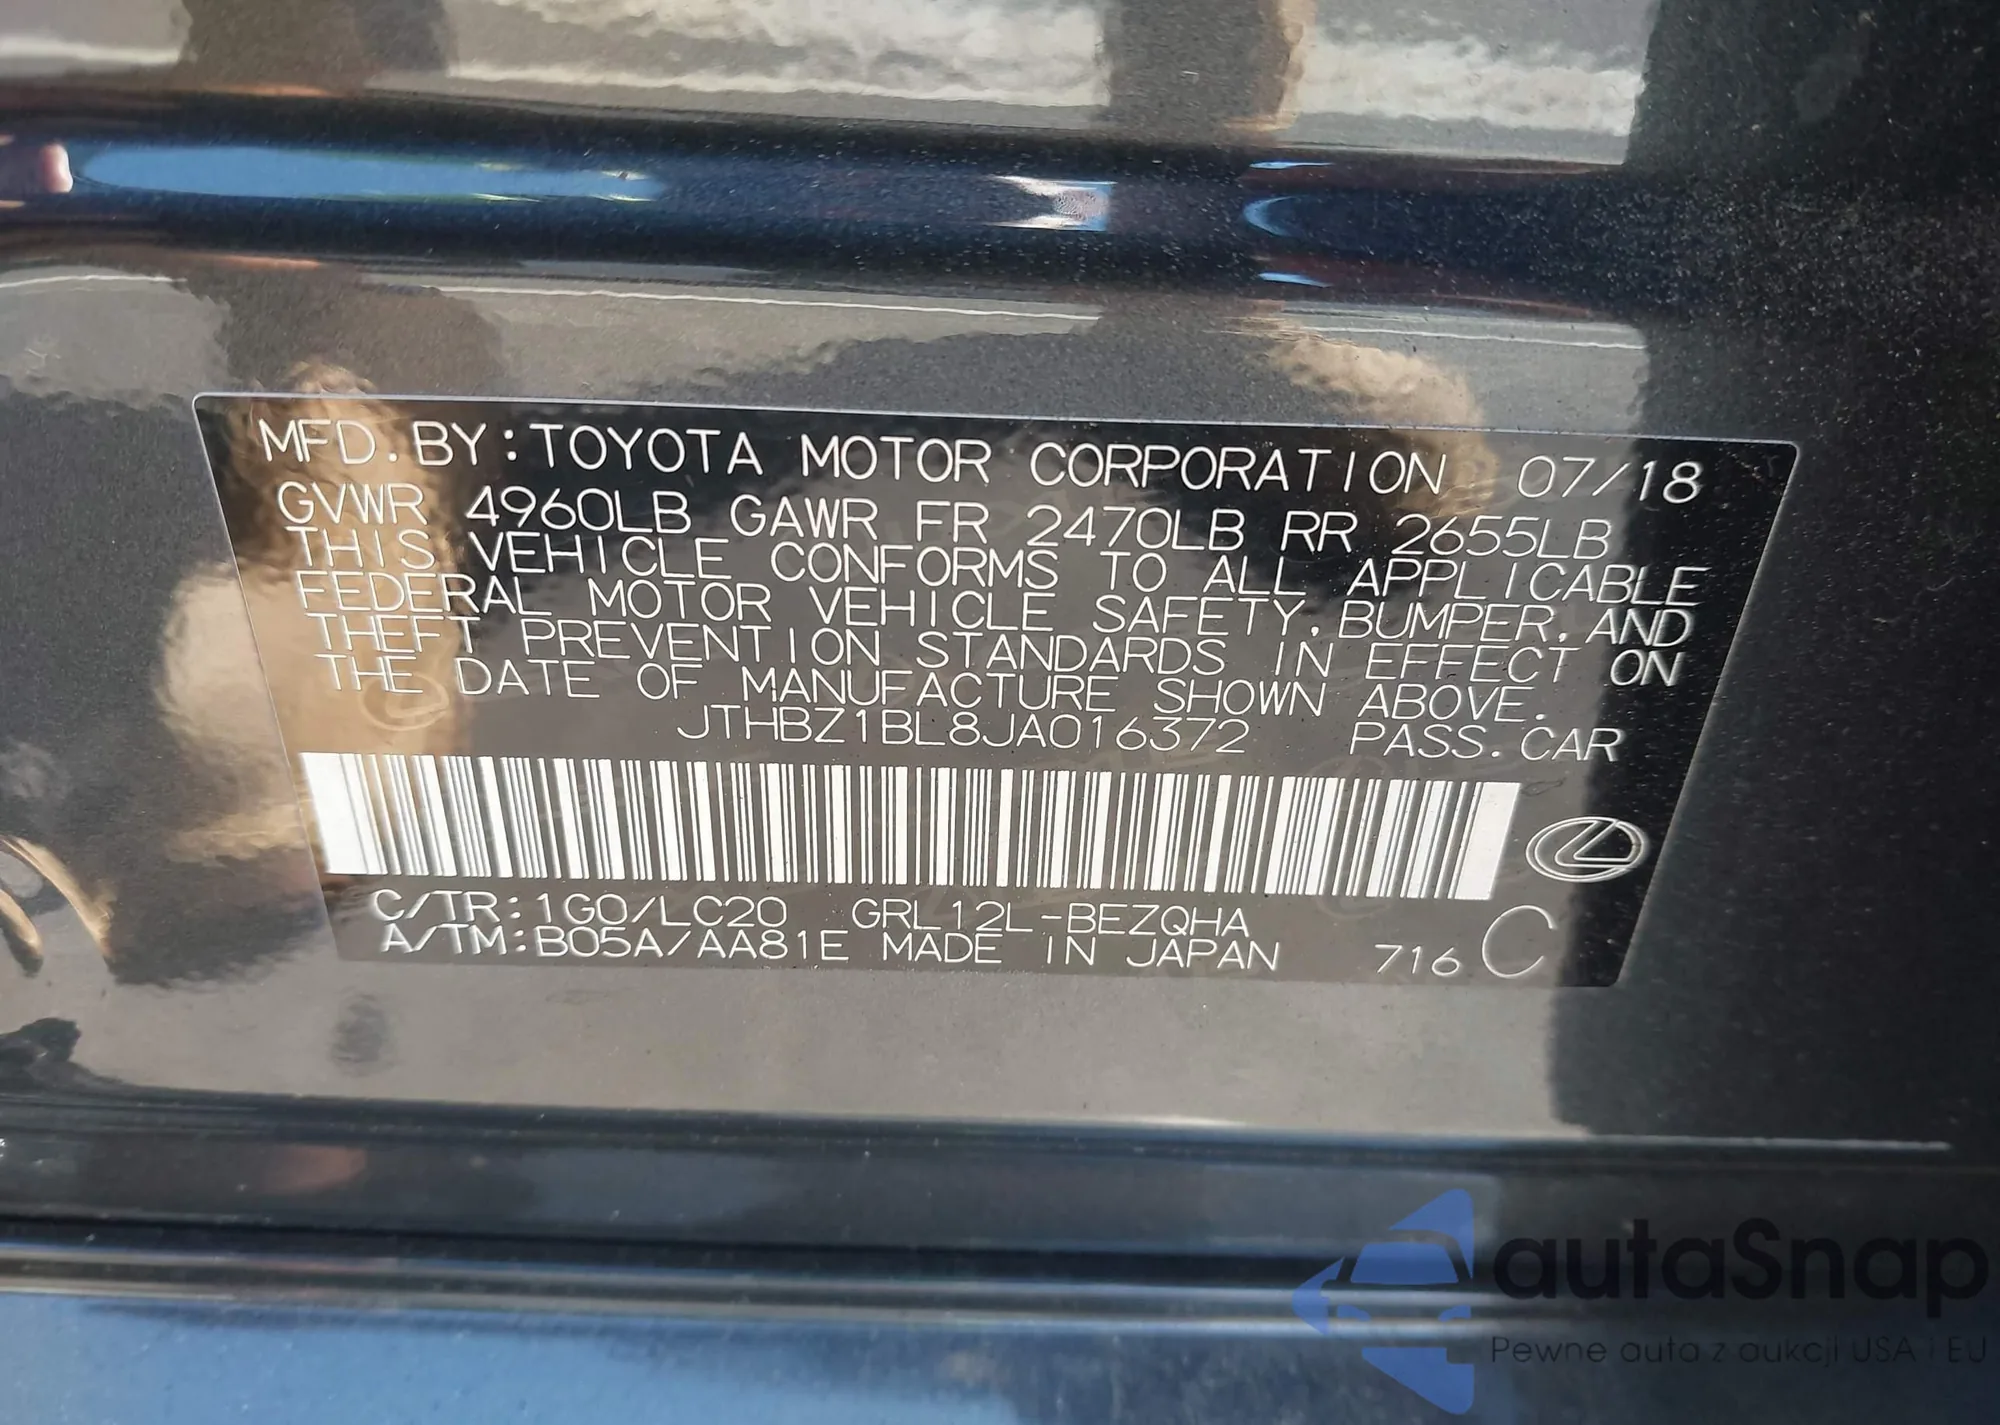 MFD. BY: TOYOTA MOTOR CORPORATION 07/18
GVWR 4960LB GAWR FR 2470LB RR 2655LB
THIS VEHICLE CONFORMS TO ALL APPLICABLE
FEDERAL MOTOR VEHICLE SAFETY, BUMPER, AND
THEFT PREVENTION STANDARDS IN EFFECT ON
THE DATE OF MANUFACTURE SHOWN ABOVE.
JTHBZ1BL8JA016372 PASS. CAR
C/TR: 1G0/LC20 GRL12L-BEZQHA
A/TM: B05A/AA81E MADE IN JAPAN 716 C
autaSnap
Pewne auta z aukcji USA i EU